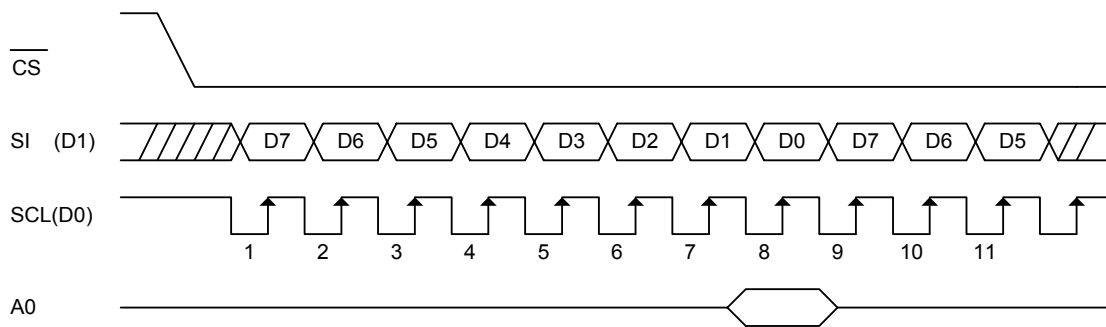 CS
SI (D1) D7 D6 D5 D4 D3 D2 D1 D0 D7 D6 D5
SCL(D0)
1 2 3 4 5 6 7 8 9 10 11
A0